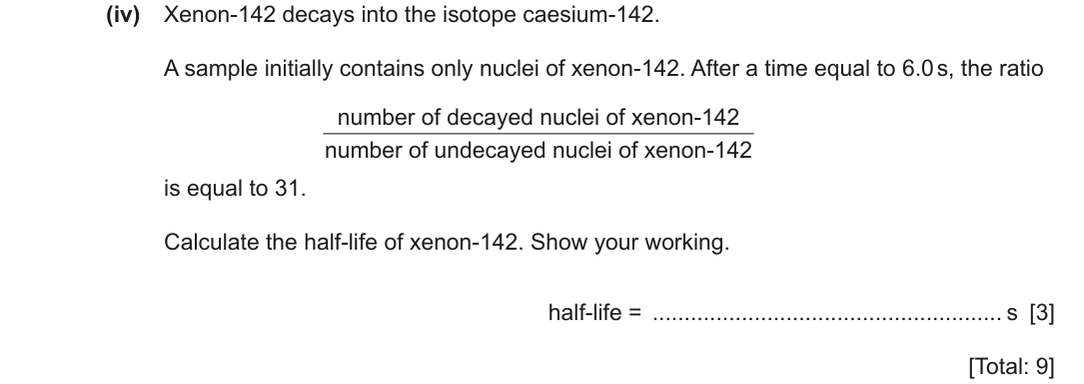 (iv) Xenon-142 decays into the isotope caesium-142.
A sample initially contains only nuclei of xenon-142. After a time equal to 6.0 s, the ratio
number of decayed nuclei of xenon-142
number of undecayed nuclei of xenon-142
is equal to 31.
Calculate the half-life of xenon-142. Show your working.
half-life = ...................................................... s [3]
[Total: 9]